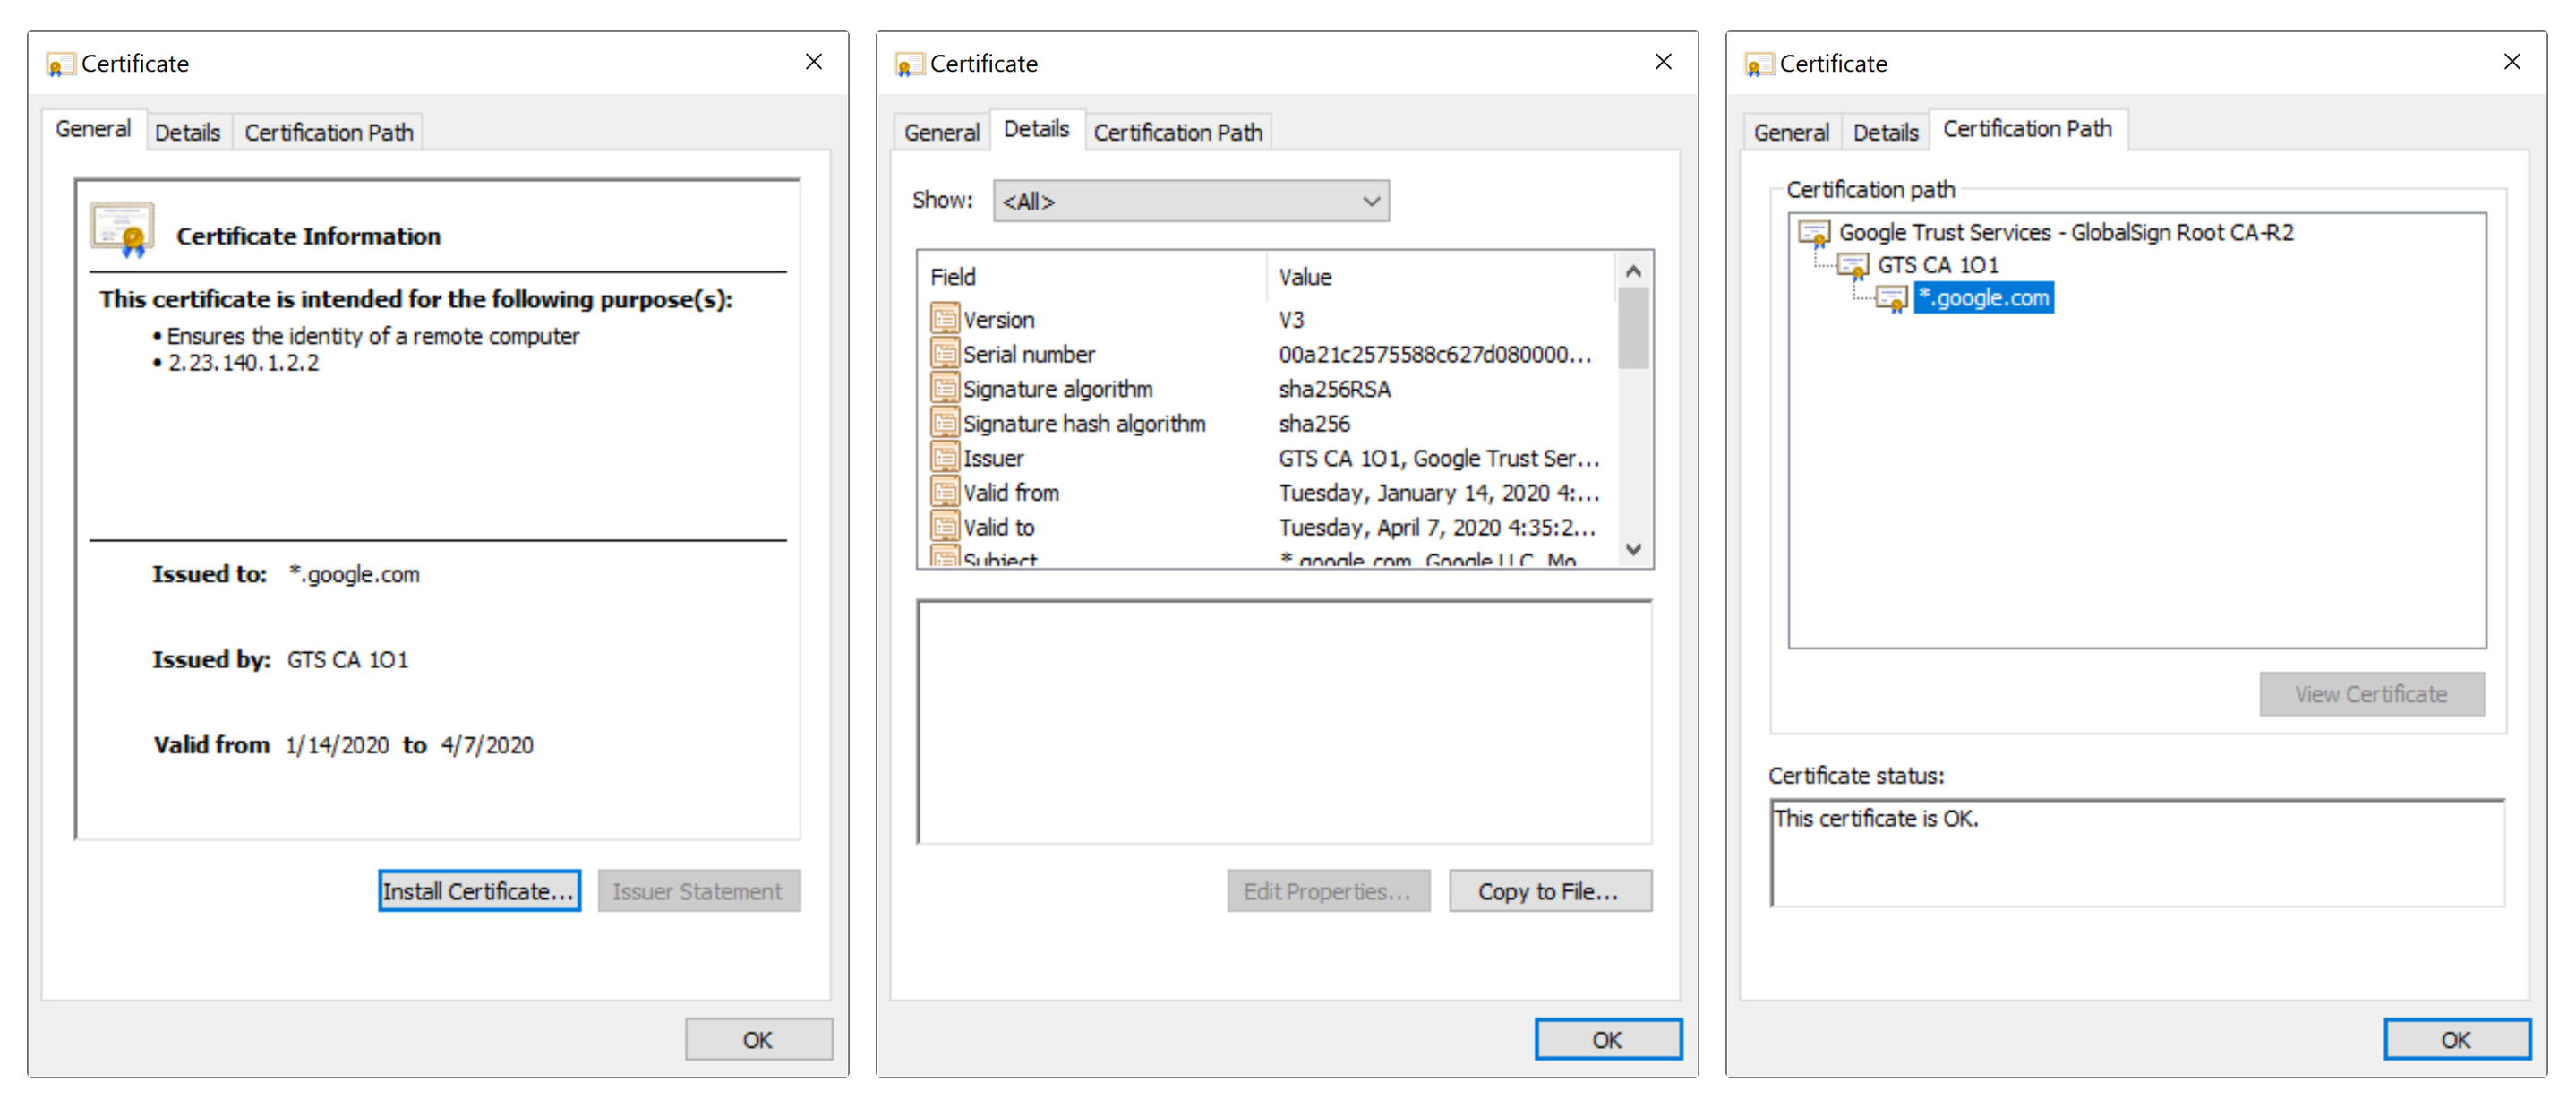 Certificate
General Details Certification Path
Certificate Information
This certificate is intended for the following purpose(s):
• Ensures the identity of a remote computer
• 2.23.140.1.2.2
Issued to: *.google.com
Issued by: GTS CA 1O1
Valid from 1/14/2020 to 4/7/2020
Install Certificate... Issuer Statement
OK
Certificate
General Details Certification Path
Show: <All>
Field Value
Version V3
Serial number 00a21c2575588c627d080000...
Signature algorithm sha256RSA
Signature hash algorithm sha256
Issuer GTS CA 1O1, Google Trust Ser...
Valid from Tuesday, January 14, 2020 4:...
Valid to Tuesday, April 7, 2020 4:35:2...
Subject *.google.com, Google LLC, Mo
Edit Properties... Copy to File...
OK
Certificate
General Details Certification Path
Certification path
Google Trust Services - GlobalSign Root CA-R2
GTS CA 1O1
*.google.com
View Certificate
Certificate status:
This certificate is OK.
OK